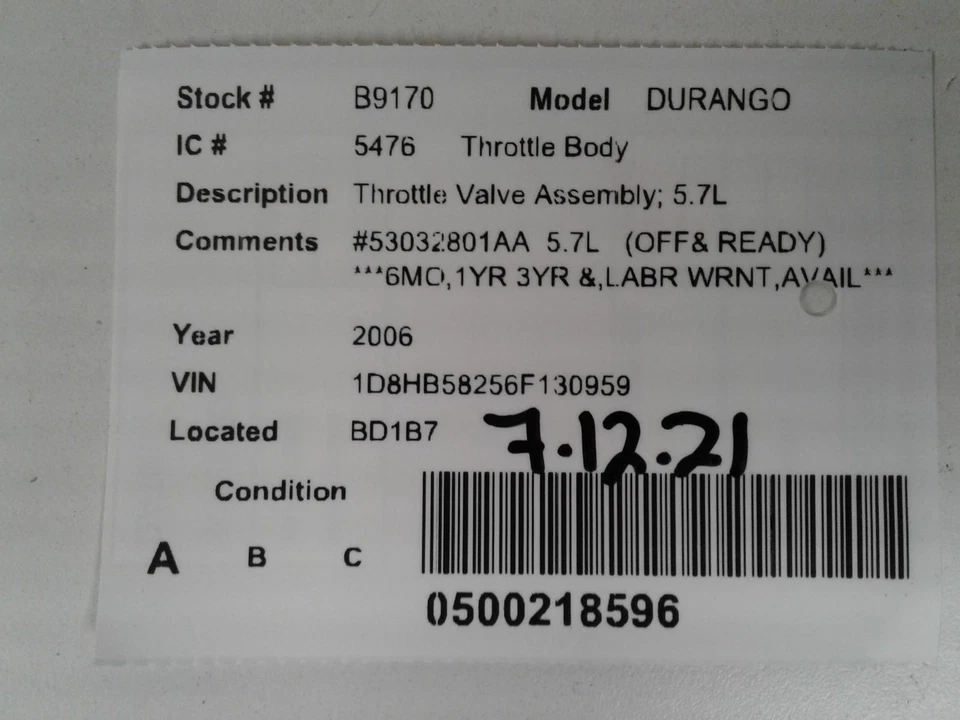 Stock # B9170 Model DURANGO
IC # 5476 Throttle Body
Description Throttle Valve Assembly; 5.7L
Comments #53032801AA 5.7L (OFF& READY)
***6MO,1YR 3YR &,LABR WRNT,AVAIL***
Year 2006
VIN 1D8HB58256F130959
Located BD1B7
7.12.21
Condition
A B C
0500218596